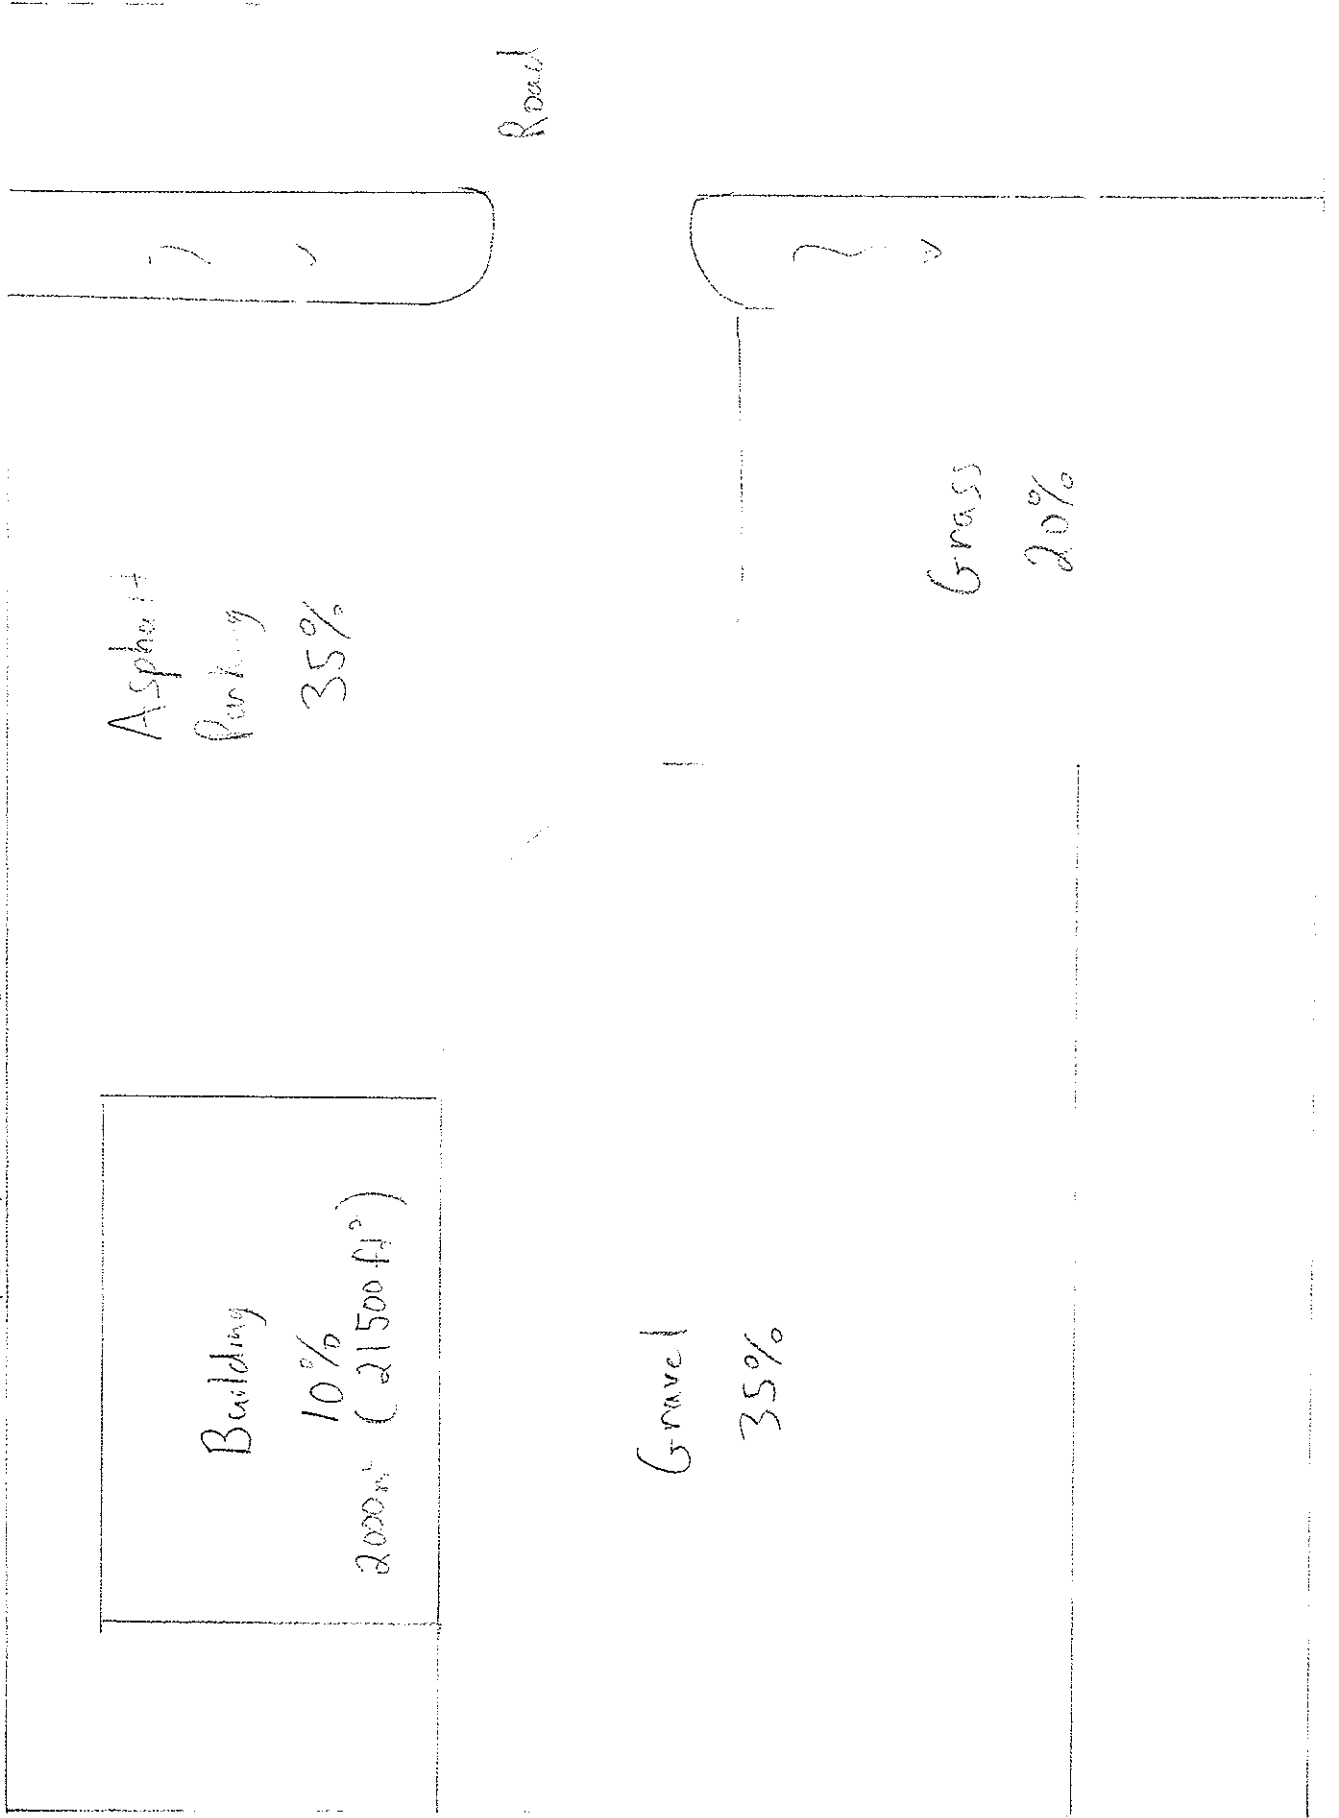 Road
Asphalt
Parking
35%
Grass
20%
Building
10%
2000m² (21500 ft²)
Gravel
35%